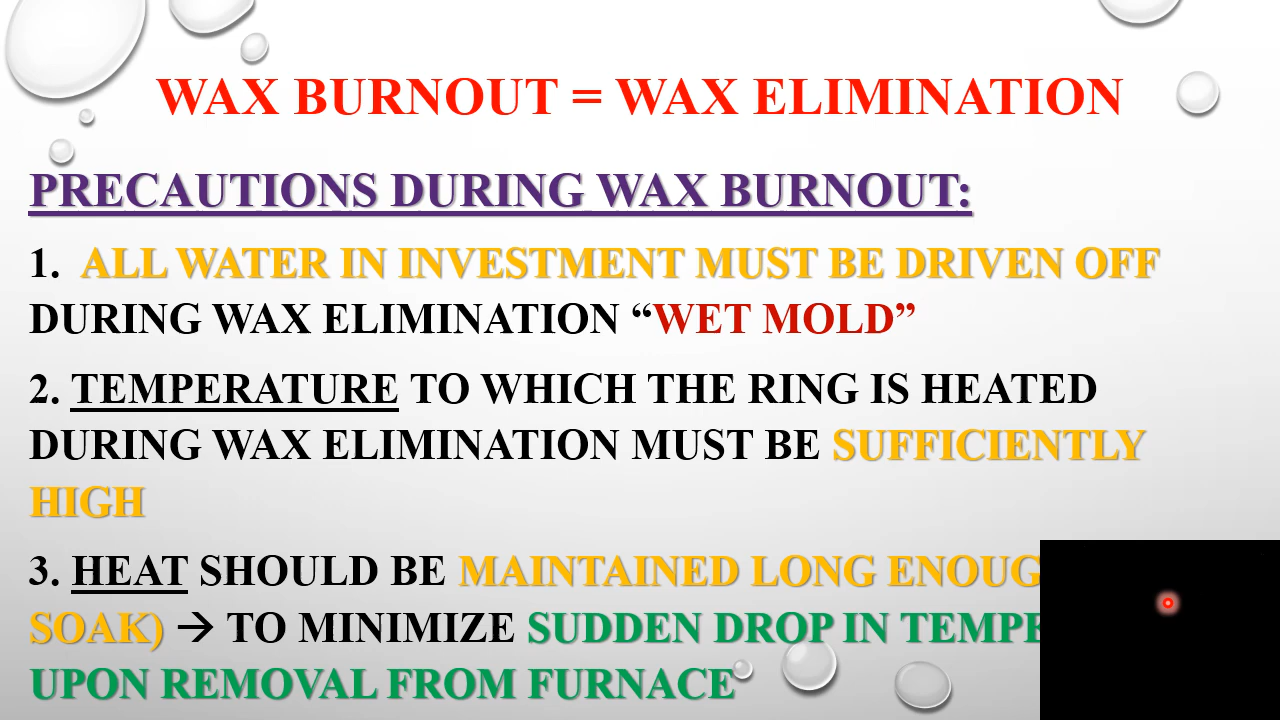 WAX BURNOUT = WAX ELIMINATION
PRECAUTIONS DURING WAX BURNOUT:
1. ALL WATER IN INVESTMENT MUST BE DRIVEN OFF
DURING WAX ELIMINATION “WET MOLD”
2. TEMPERATURE TO WHICH THE RING IS HEATED
DURING WAX ELIMINATION MUST BE SUFFICIENTLY
HIGH
3. HEAT SHOULD BE MAINTAINED LONG
SOAK) → TO MINIMIZE SUDDEN DROP IN
UPON REMOVAL FROM FURNACE